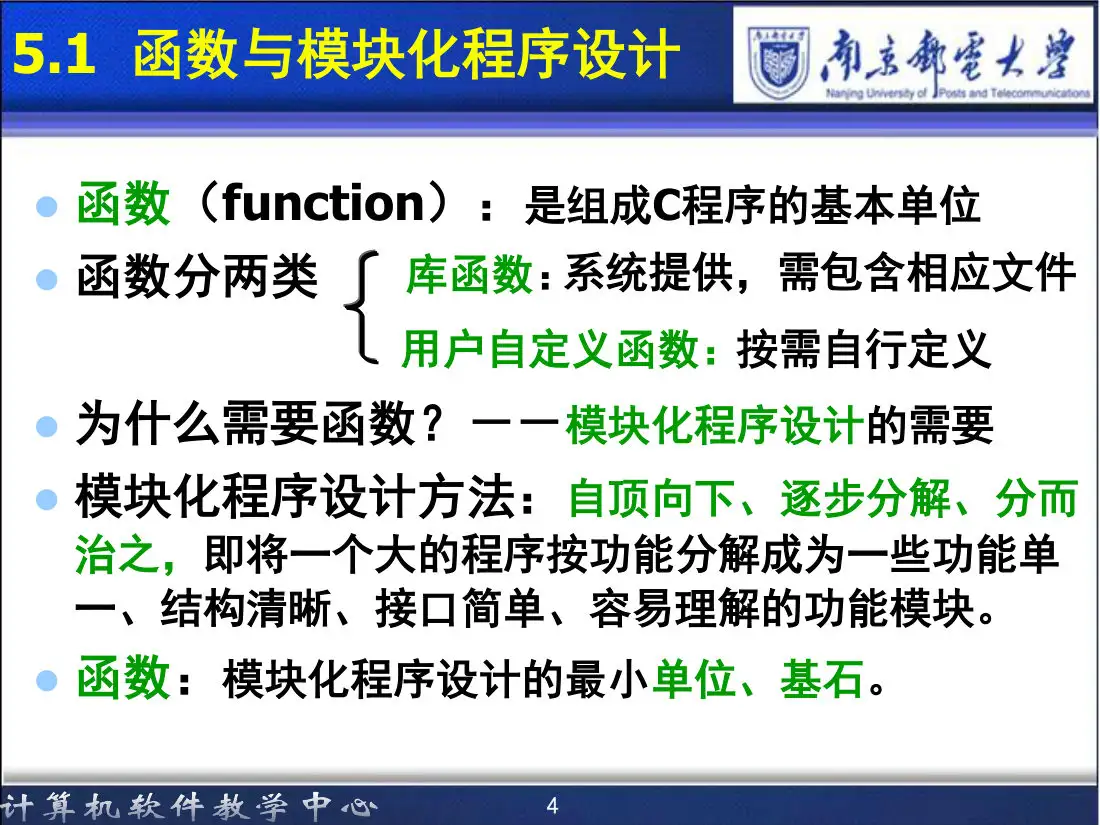 5.1 函数与模块化程序设计
南京邮电大学
Nanjing University of Posts and Telecommunications
函数（function）：是组成C程序的基本单位
函数分两类
库函数：系统提供，需包含相应文件
用户自定义函数：按需自行定义
为什么需要函数？－－模块化程序设计的需要
模块化程序设计方法：自顶向下、逐步分解、分而
治之，即将一个大的程序按功能分解成为一些功能单
一、结构清晰、接口简单、容易理解的功能模块。
函数：模块化程序设计的最小单位、基石。
计算机软件教学中心
4